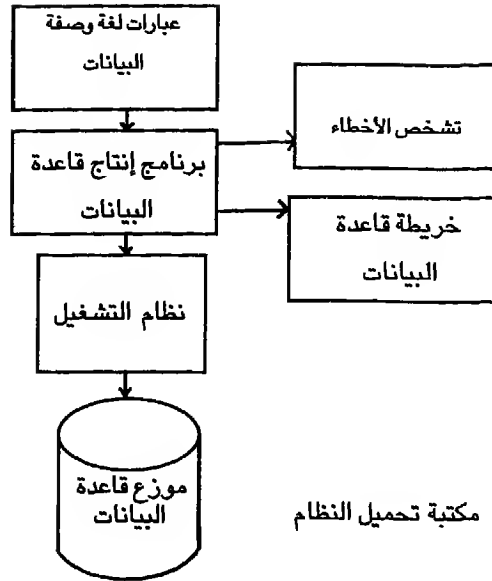 عبارات لغة وصفة
البيانات
تشخص الأخطاء
برنامج إنتاج قاعدة
البيانات
خريطة قاعدة
البيانات
نظام التشغيل
موزع قاعدة
البيانات
مكتبة تحميل النظام